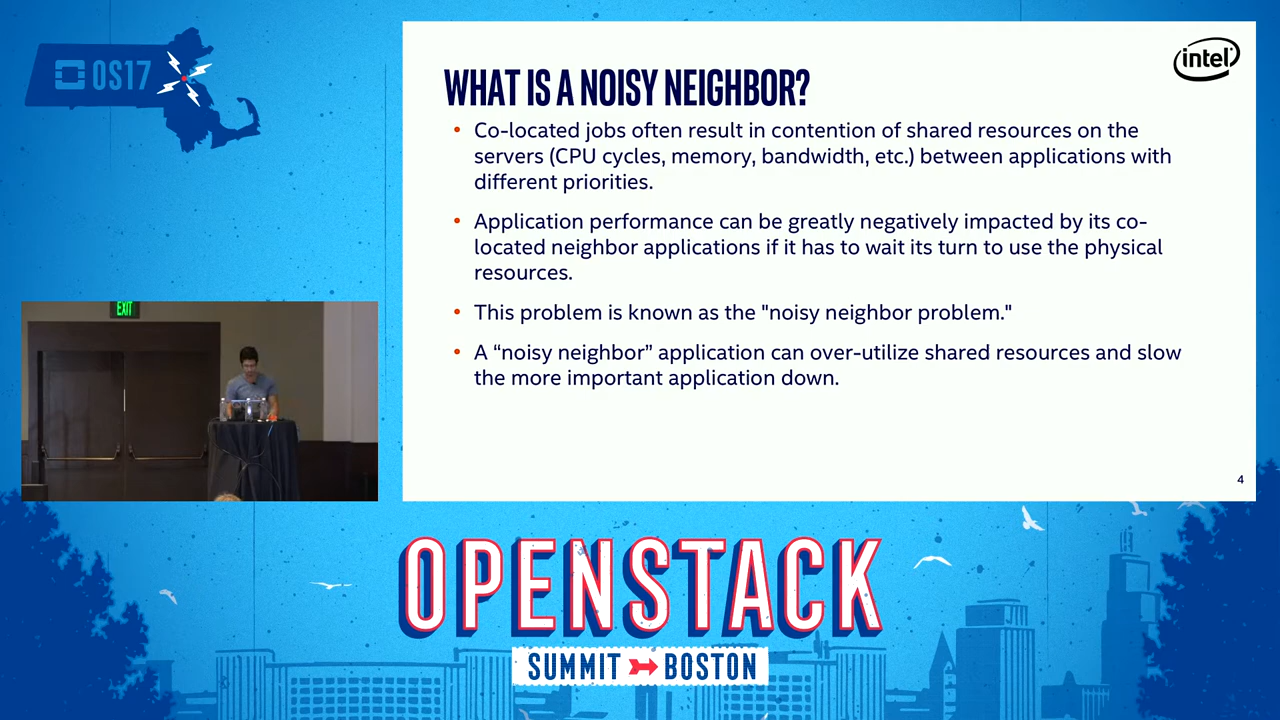 OS17
EXIT
intel
WHAT IS A NOISY NEIGHBOR?
• Co-located jobs often result in contention of shared resources on the
servers (CPU cycles, memory, bandwidth, etc.) between applications with
different priorities.
• Application performance can be greatly negatively impacted by its co-
located neighbor applications if it has to wait its turn to use the physical
resources.
• This problem is known as the "noisy neighbor problem."
• A “noisy neighbor” application can over-utilize shared resources and slow
the more important application down.
4
OPENSTACK
SUMMIT BOSTON